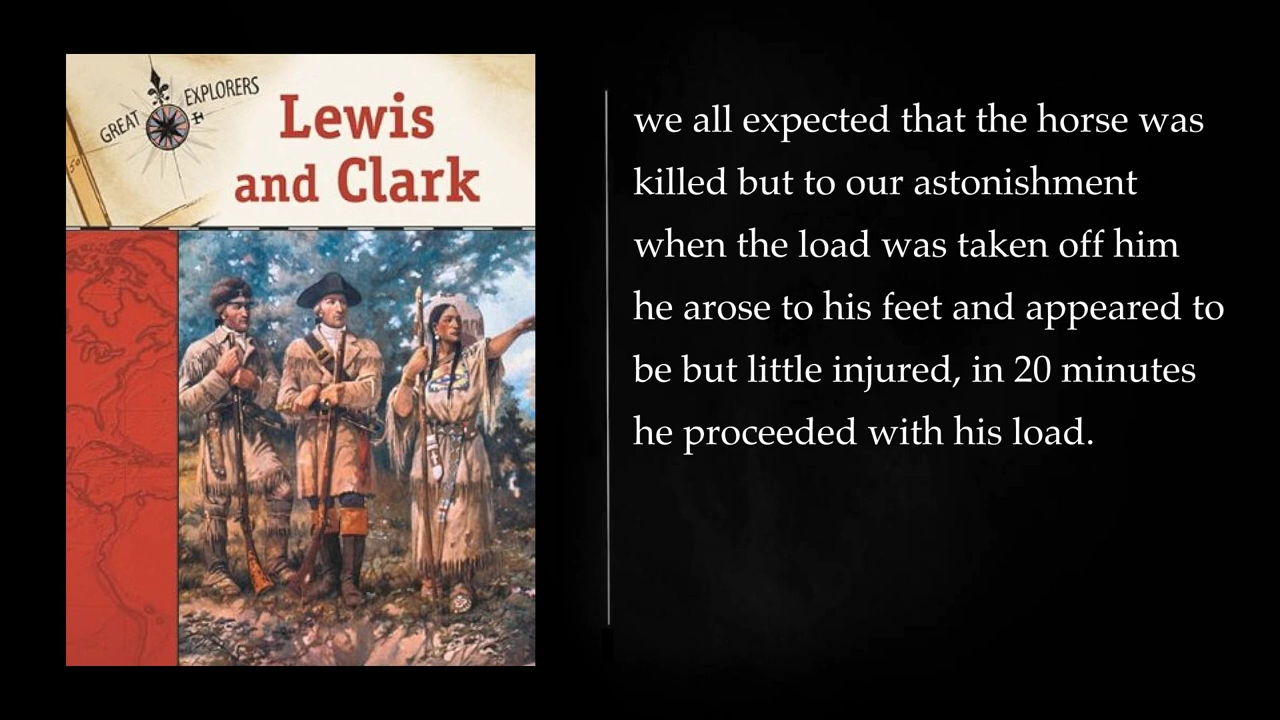 GREAT EXPLORERS
Lewis
and Clark
50
we all expected that the horse was
killed but to our astonishment
when the load was taken off him
he arose to his feet and appeared to
be but little injured, in 20 minutes
he proceeded with his load.